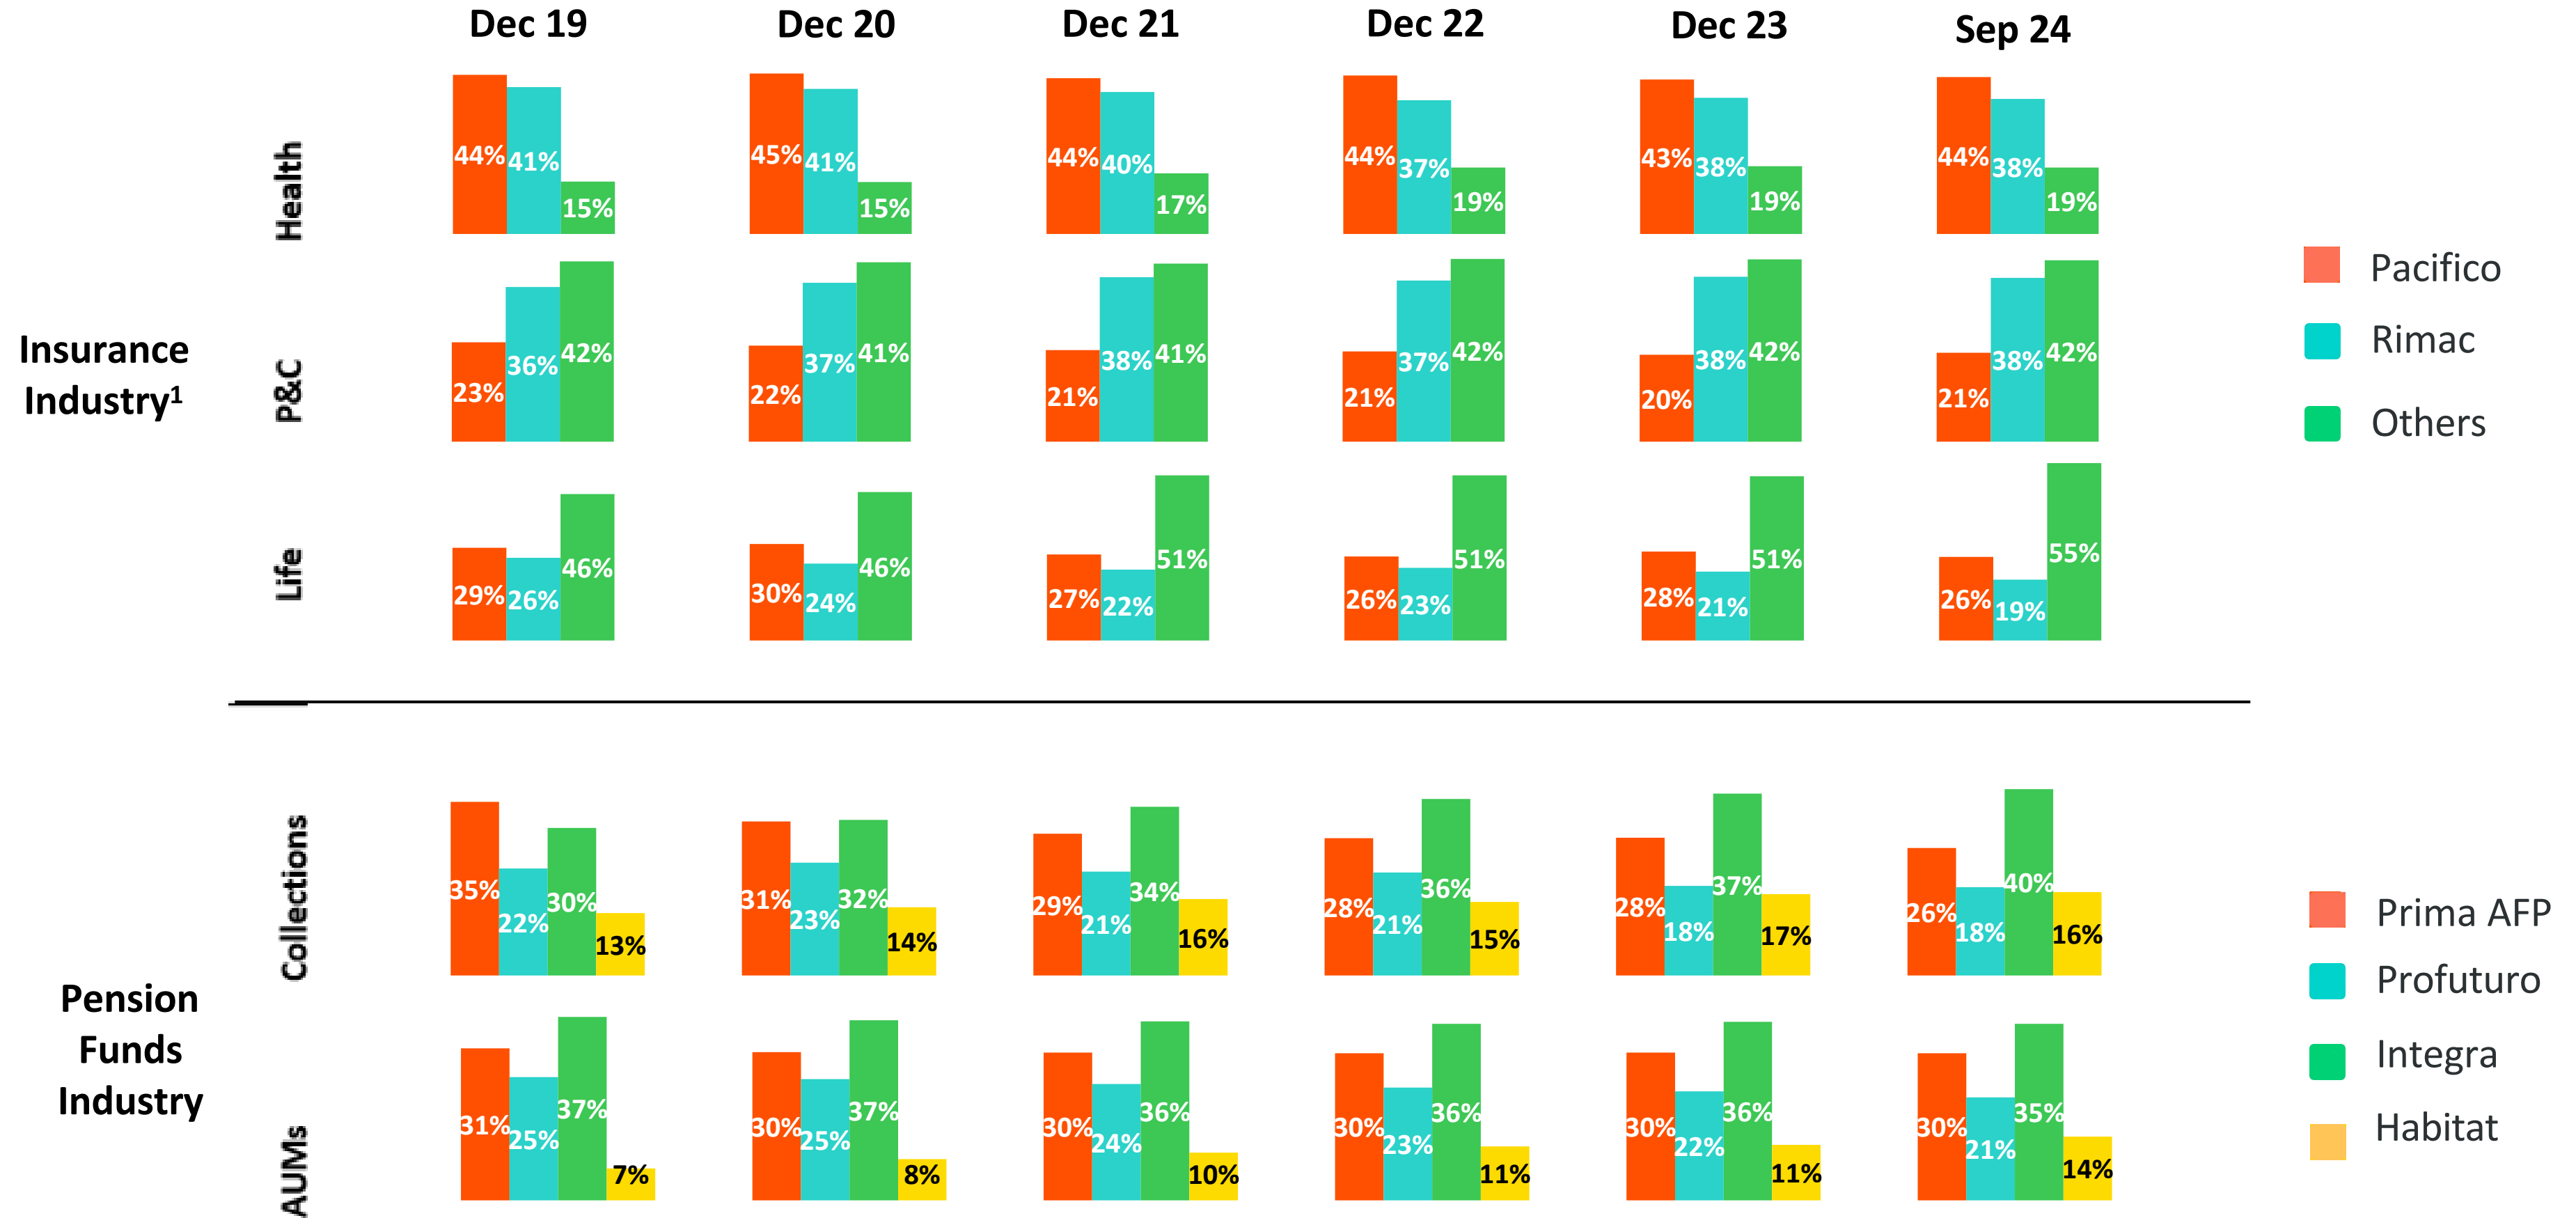 Dec 19 Dec 20 Dec 21 Dec 22 Dec 23 Sep 24
Insurance
Industry¹
Health
44% 41% 15%
45% 41% 15%
44% 40% 17%
44% 37% 19%
43% 38% 19%
44% 38% 19%
P&C
23% 36% 42%
22% 37% 41%
21% 38% 41%
21% 37% 42%
20% 38% 42%
21% 38% 42%
Life
29% 26% 46%
30% 24% 46%
27% 22% 51%
26% 23% 51%
28% 21% 51%
26% 19% 55%
Pacifico
Rimac
Others
Pension
Funds
Industry
Collections
35% 22% 30% 13%
31% 23% 32% 14%
29% 21% 34% 16%
28% 21% 36% 15%
28% 18% 37% 17%
26% 18% 40% 16%
AUMs
31% 25% 37% 7%
30% 25% 37% 8%
30% 24% 36% 10%
30% 23% 36% 11%
30% 22% 36% 11%
30% 21% 35% 14%
Prima AFP
Profuturo
Integra
Habitat